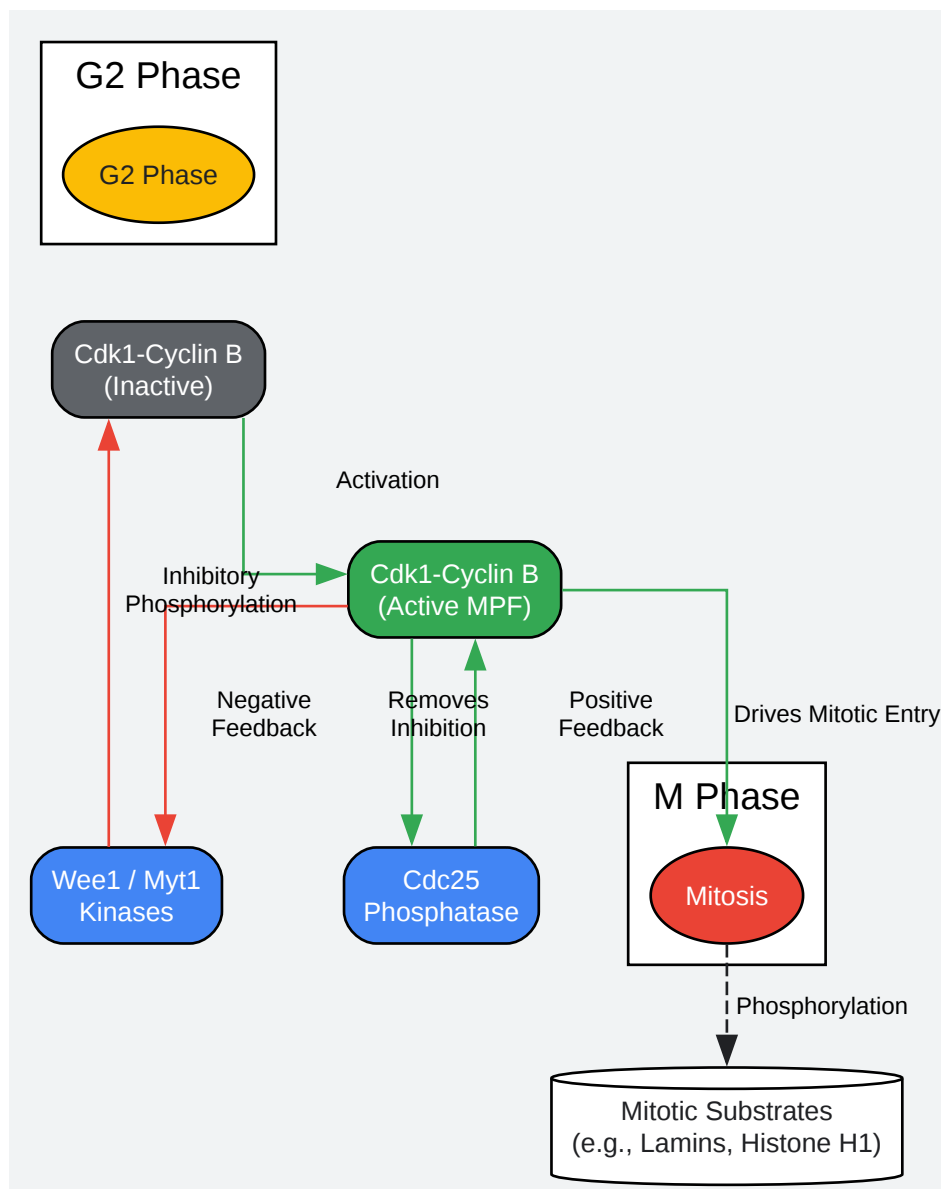 G2 Phase
G2 Phase
Cdk1-Cyclin B
(Inactive)
Activation
Cdk1-Cyclin B
(Active MPF)
Inhibitory
Phosphorylation
Negative
Feedback
Removes
Inhibition
Positive
Feedback
Drives Mitotic Entry
M Phase
Wee1 / Myt1
Kinases
Cdc25
Phosphatase
Mitosis
Phosphorylation
Mitotic Substrates
(e.g., Lamins, Histone H1)